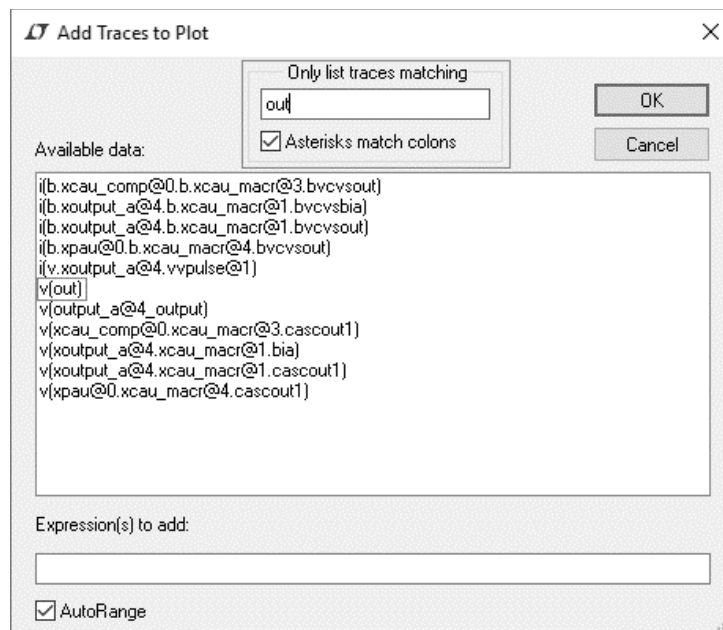 Add Traces to Plot
Only list traces matching
out
OK
Asterisks match colons
Available data:
Cancel
i(b.xcau_comp@0.b.xcau_macr@3.bvcvsout)
i(b.xoutput_a@4.b.xcau_macr@1.bvcvsbia)
i(b.xoutput_a@4.b.xcau_macr@1.bvcvsout)
i(b.xpau@0.b.xcau_macr@4.bvcvsout)
i(v.xoutput_a@4.vvpulse@1)
v(out)
v(output_a@4_output)
v(xcau_comp@0.xcau_macr@3.cascout1)
v(xoutput_a@4.xcau_macr@1.bia)
v(xoutput_a@4.xcau_macr@1.cascout1)
v(xpau@0.xcau_macr@4.cascout1)
Expression(s) to add:
AutoRange